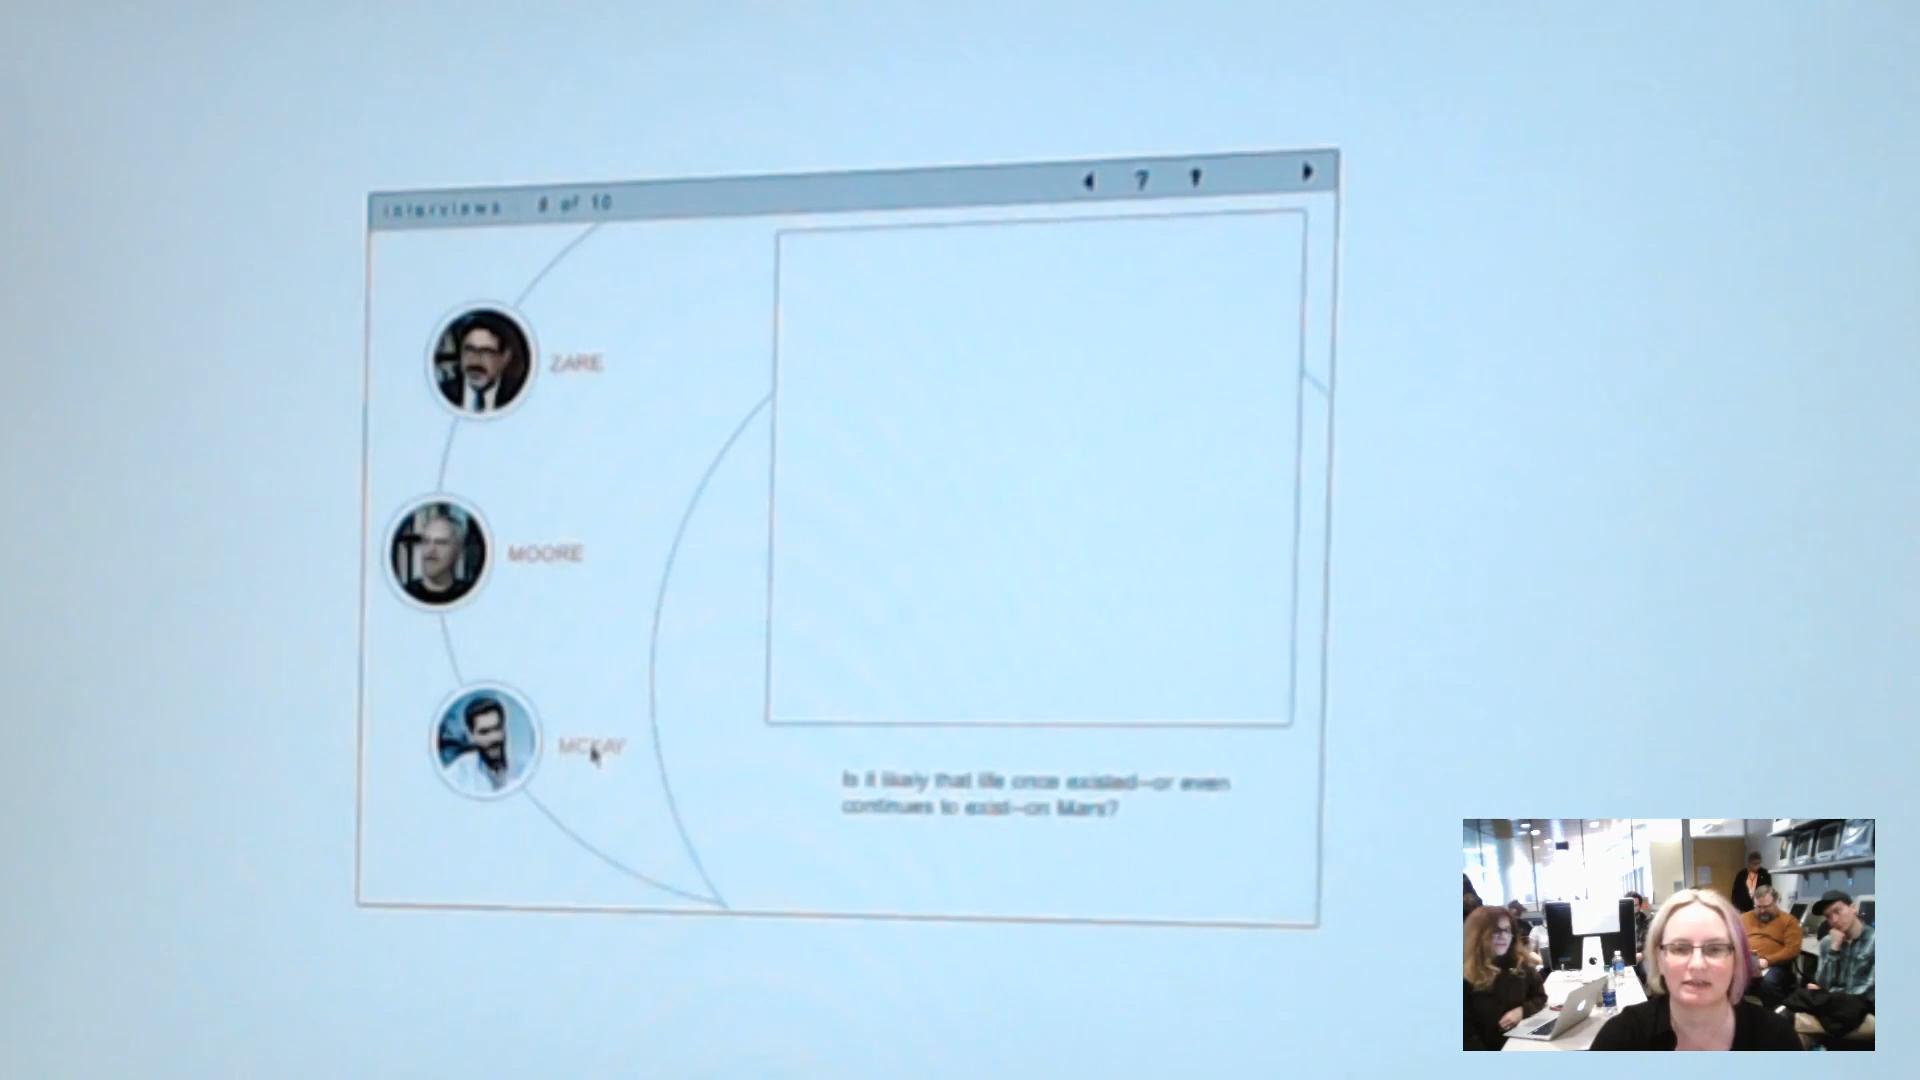 interviews 8 of 10
?
ZARE
MOORE
MCKAY
Is it likely that life once existed—or even
continues to exist—on Mars?